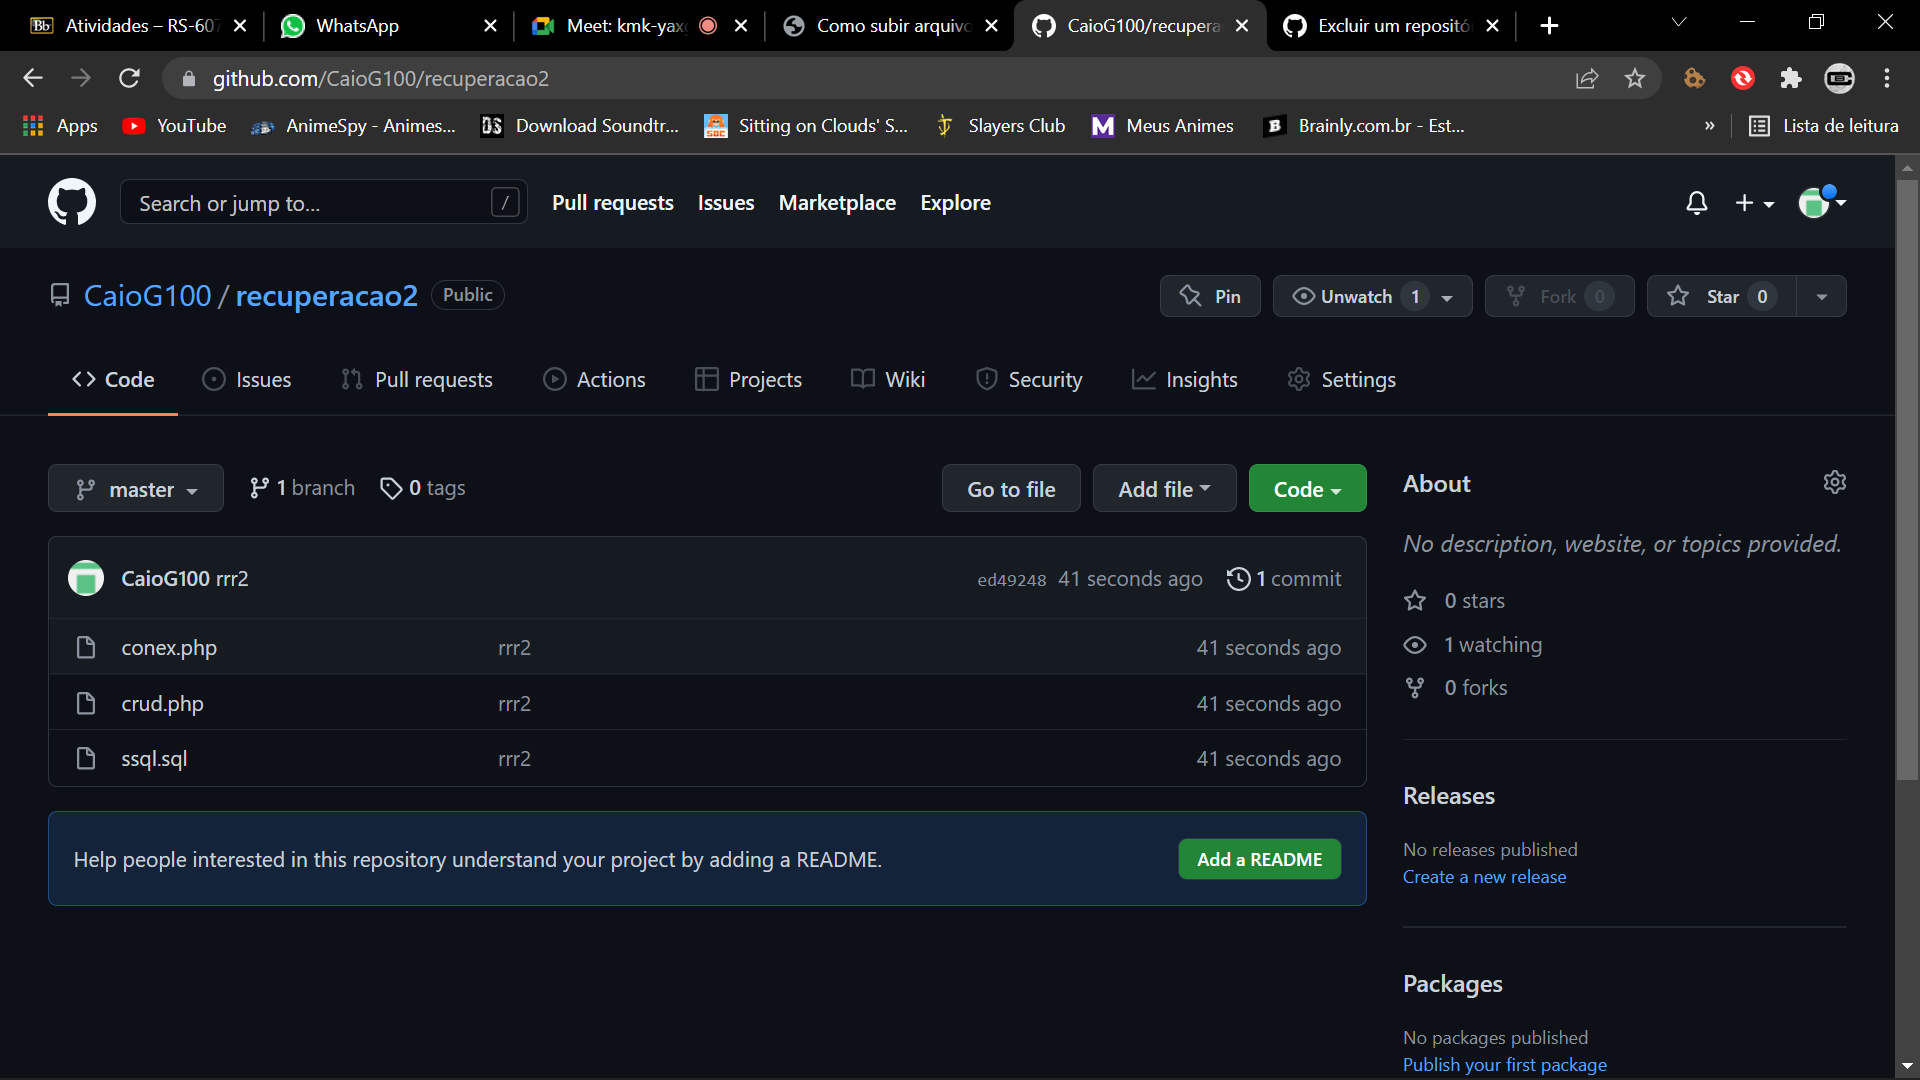 Bb Atividades – RS-607
WhatsApp
Meet: kmk-yaxg
Como subir arquivo
CaioG100/recupera
Excluir um repositó
github.com/CaioG100/recuperacao2
Apps
YouTube
AnimeSpy - Animes...
DS Download Soundtr...
SOC Sitting on Clouds' S...
Slayers Club
M Meus Animes
B Brainly.com.br - Est...
»
Lista de leitura
Search or jump to... /
Pull requests
Issues
Marketplace
Explore
CaioG100 / recuperacao2 Public
Pin
Unwatch 1
Fork 0
Star 0
Code
Issues
Pull requests
Actions
Projects
Wiki
Security
Insights
Settings
master
1 branch
0 tags
Go to file
Add file
Code
CaioG100 rrr2 ed49248 41 seconds ago 1 commit
conex.php rrr2 41 seconds ago
crud.php rrr2 41 seconds ago
ssql.sql rrr2 41 seconds ago
Help people interested in this repository understand your project by adding a README. Add a README
About
No description, website, or topics provided.
0 stars
1 watching
0 forks
Releases
No releases published
Create a new release
Packages
No packages published
Publish your first package